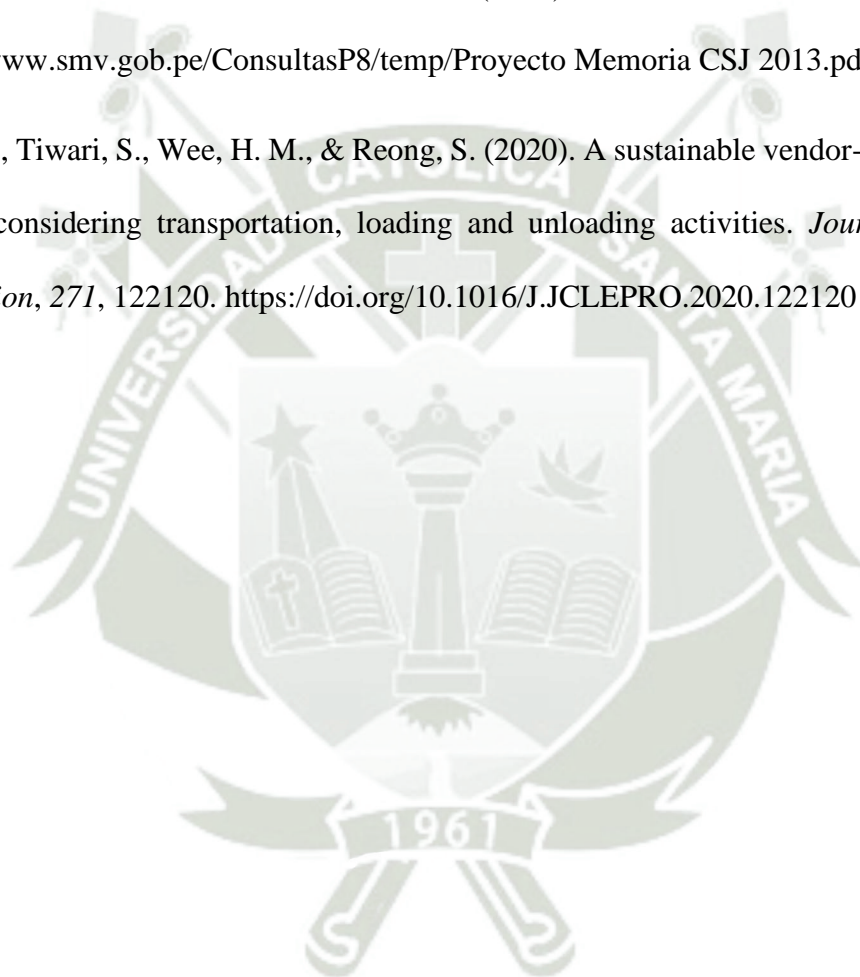 www.smv.gob.pe/ConsultasP8/temp/Proyecto Memoria CSJ 2013.pd
, Tiwari, S., Wee, H. M., & Reong, S. (2020). A sustainable vendor-
considering transportation, loading and unloading activities. Jour
ion, 271, 122120. https://doi.org/10.1016/J.JCLEPRO.2020.122120
UNIVERSIDAD CATOLICA SANTA MARIA
1961